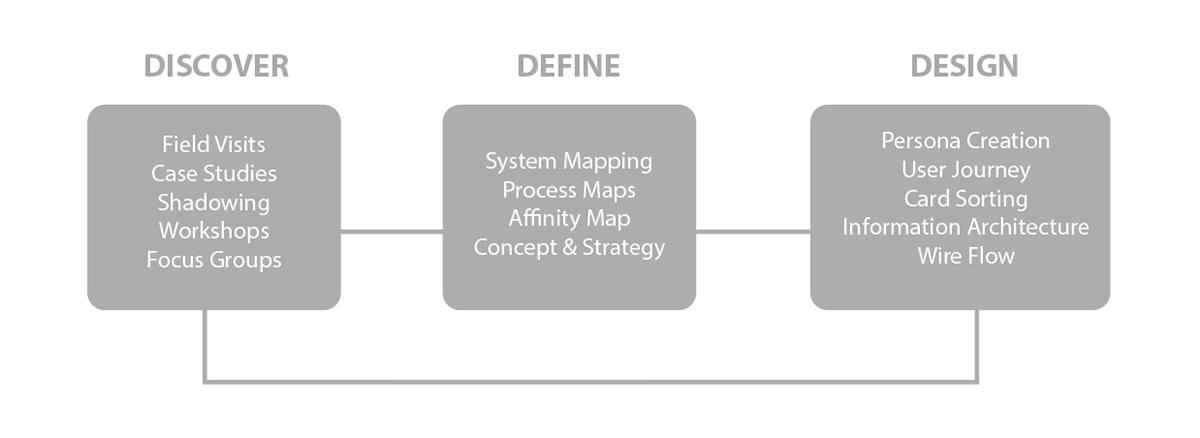 DISCOVER
Field Visits
Case Studies
Shadowing
Workshops
Focus Groups
DEFINE
System Mapping
Process Maps
Affinity Map
Concept & Strategy
DESIGN
Persona Creation
User Journey
Card Sorting
Information Architecture
Wire Flow